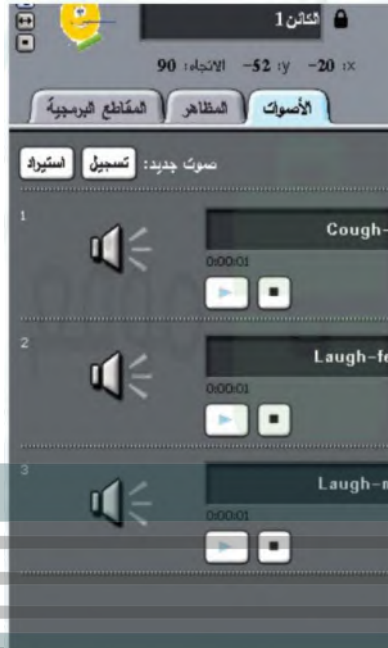 الكائن1
x: -20 y: -52 الاتجاه: 90
الأصوات المظاهر المقاطع البرمجية
صوت جديد: تسجيل استيراد
1
Cough-
0:00:01
2
Laugh-fe
0:00:01
3
Laugh-m
0:00:01